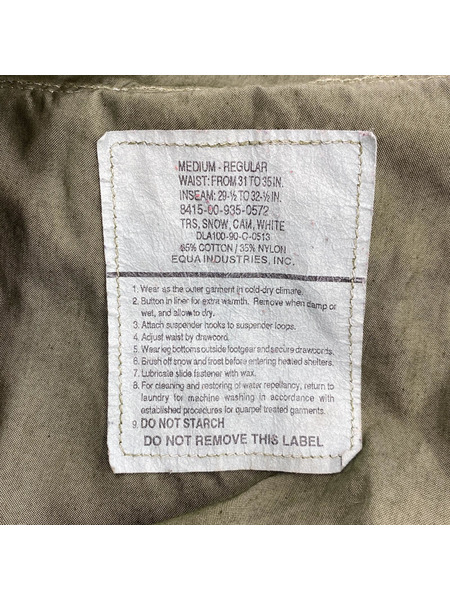 MEDIUM - REGULAR
WAIST: FROM 31 TO 35 IN.
INSEAM: 29-½ TO 32-½ IN.
8415-00-935-0572
TRS, SNOW, CAM, WHITE
DLA100-90-C-0513
65% COTTON / 35% NYLON
EQUA INDUSTRIES, INC.
1. Wear as the outer garment in cold-dry climate.
2. Button in liner for extra warmth. Remove when damp or
wet, and allow to dry.
3. Attach suspender hooks to suspender loops.
4. Adjust waist by drawcord.
5. Wear leg bottoms outside footgear and secure drawcords.
6. Brush off snow and frost before entering heated shelters.
7. Lubricate slide fastener with wax.
8. For cleaning and restoring of water repellancy, return to
laundry for machine washing in accordance with
established procedures for quarpel treated garments.
9. DO NOT STARCH
DO NOT REMOVE THIS LABEL